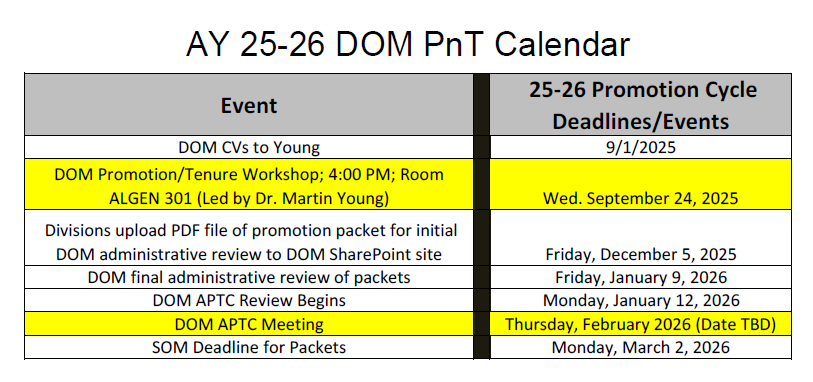 AY 25-26 DOM PnT Calendar
Event
25-26 Promotion Cycle
Deadlines/Events
DOM CVs to Young
9/1/2025
DOM Promotion/Tenure Workshop; 4:00 PM; Room
ALGEN 301 (Led by Dr. Martin Young)
Wed. September 24, 2025
Divisions upload PDF file of promotion packet for initial
DOM administrative review to DOM SharePoint site
Friday, December 5, 2025
DOM final administrative review of packets
Friday, January 9, 2026
DOM APTC Review Begins
Monday, January 12, 2026
DOM APTC Meeting
Thursday, February 2026 (Date TBD)
SOM Deadline for Packets
Monday, March 2, 2026